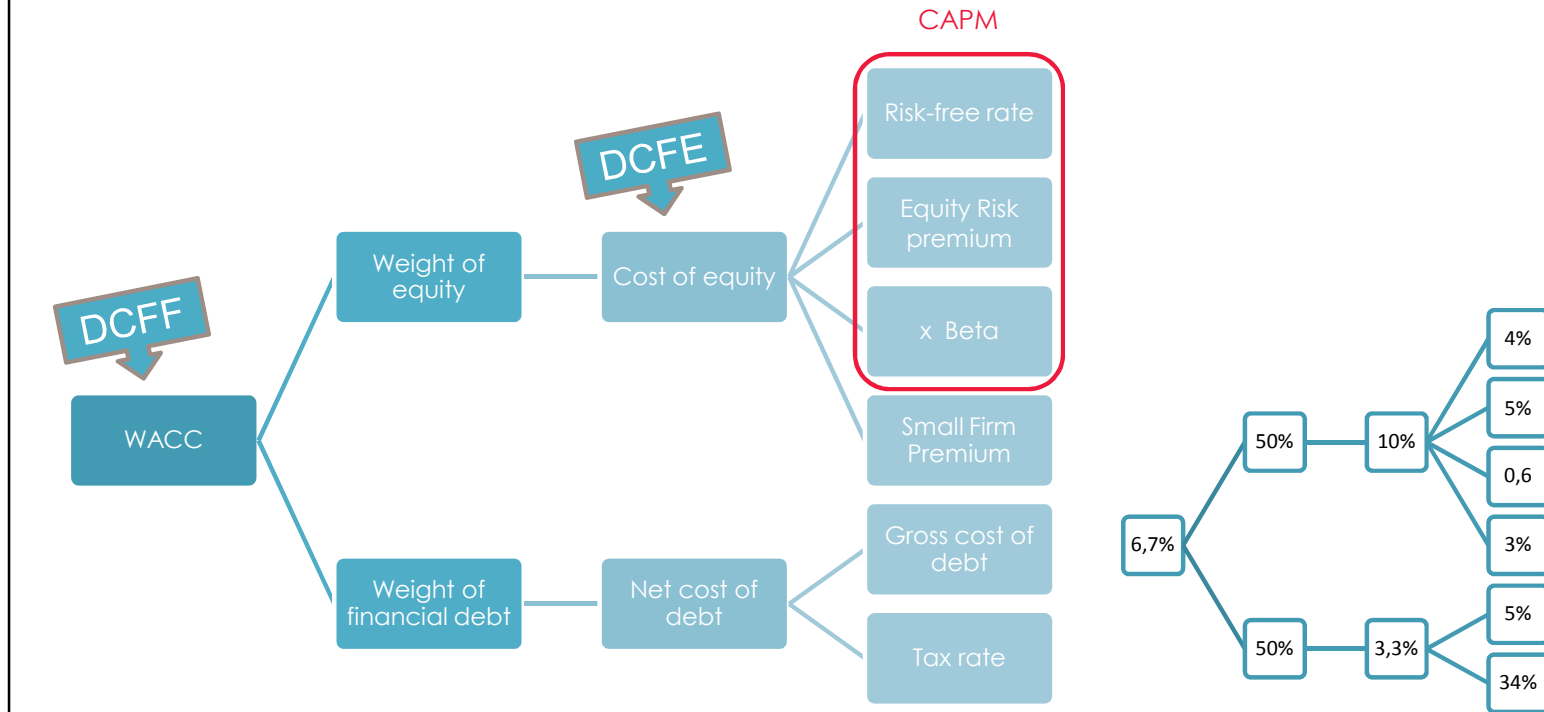 CAPM
Risk-free rate
DCFE
Equity Risk
premium
Weight of
equity
Cost of equity
DCFF
x Beta
WACC
Small Firm
Premium
Gross cost of
debt
Weight of
financial debt
Net cost of
debt
Tax rate
4%
5%
50%
10%
0,6
6,7%
3%
5%
50%
3,3%
34%